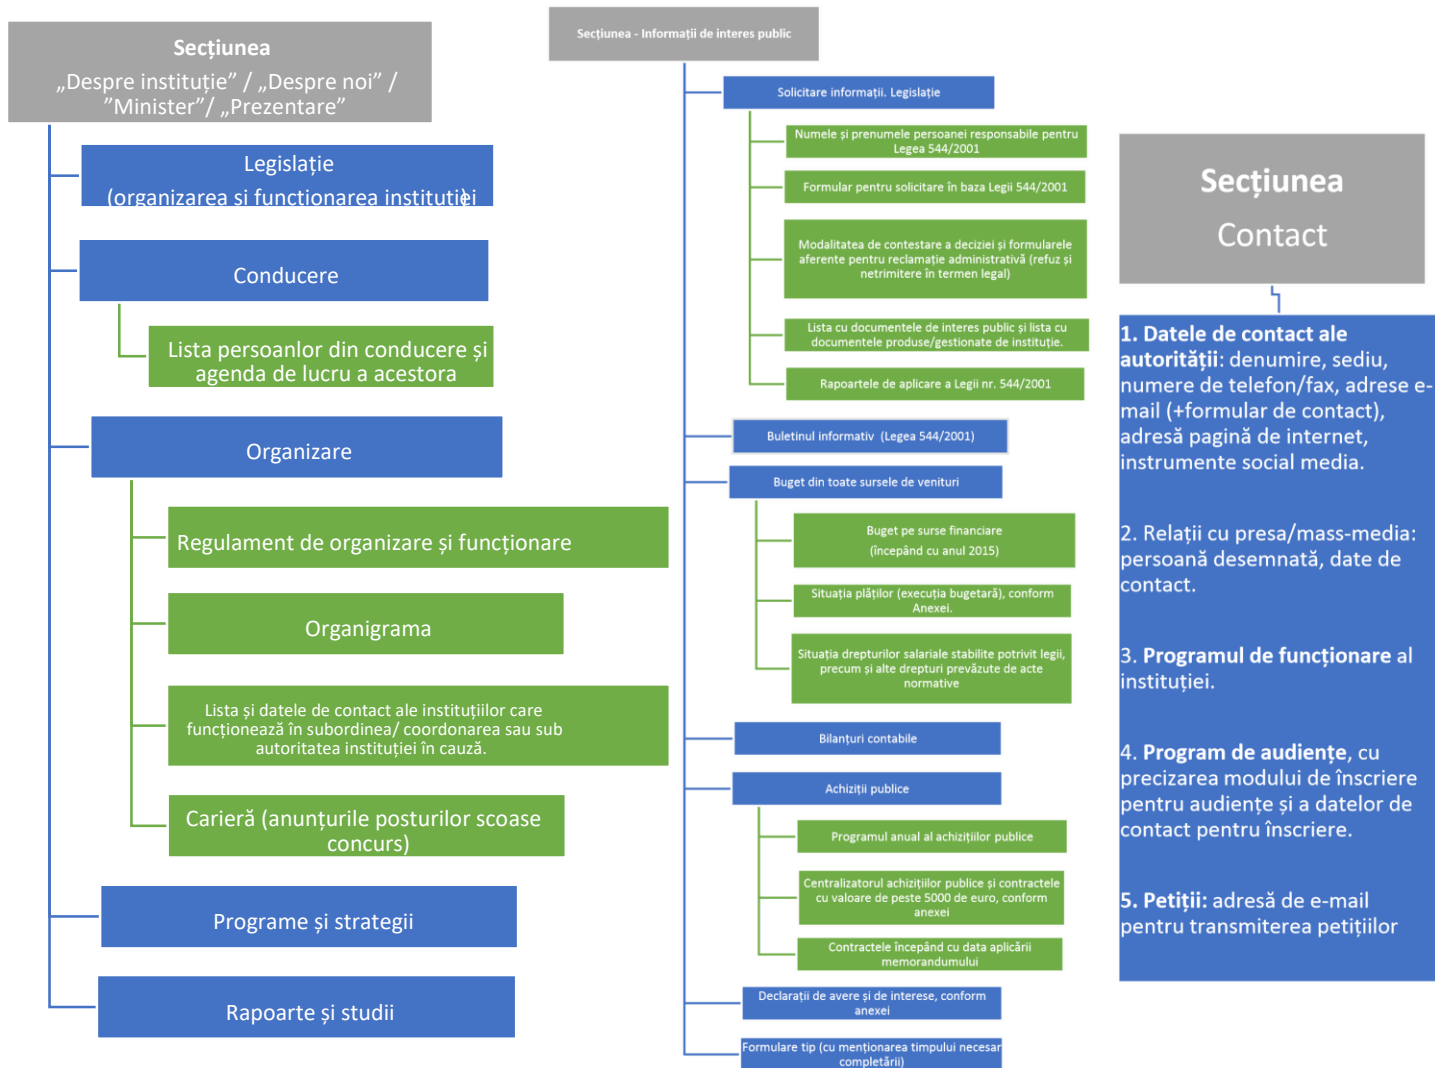 Secțiunea
„Despre instituție” / „Despre noi” /
”Minister”/ „Prezentare”
Legislație
(organizarea și funcționarea instituției)
Conducere
Lista persoanlor din conducere și
agenda de lucru a acestora
Organizare
Regulament de organizare și funcționare
Organigrama
Lista și datele de contact ale instituțiilor care
funcționează în subordinea/ coordonarea sau sub
autoritatea instituției în cauză.
Carieră (anunțurile posturilor scoase
concurs)
Programe și strategii
Rapoarte și studii
Secțiunea - Informații de interes public
Solicitare informații. Legislație
Numele și prenumele persoanei responsabile pentru
Legea 544/2001
Formular pentru solicitare în baza Legii 544/2001
Modalitatea de contestare a deciziei și formularele
aferente pentru reclamație administrativă (refuz și
netrimitere în termen legal)
Lista cu documentele de interes public și lista cu
documentele produse/gestionate de instituție.
Rapoartele de aplicare a Legii nr. 544/2001
Buletinul informativ (Legea 544/2001)
Buget din toate sursele de venituri
Buget pe surse financiare
(începând cu anul 2015)
Situația plăților (execuția bugetară), conform
Anexei.
Situația drepturilor salariale stabilite potrivit legii,
precum și alte drepturi prevăzute de acte
normative
Bilanțuri contabile
Achiziții publice
Programul anual al achizițiilor publice
Centralizatorul achizițiilor publice și contractele
cu valoare de peste 5000 de euro, conform
anexei
Contractele începând cu data aplicării
memorandumului
Declarații de avere și de interese, conform
anexei
Formulare tip (cu menționarea timpului necesar
completării)
Secțiunea
Contact
1. Datele de contact ale
autorității: denumire, sediu,
numere de telefon/fax, adrese e-
mail (+formular de contact),
adresă pagină de internet,
instrumente social media.
2. Relații cu presa/mass-media:
persoană desemnată, date de
contact.
3. Programul de funcționare al
instituției.
4. Program de audiențe, cu
precizarea modului de înscriere
pentru audiențe și a datelor de
contact pentru înscriere.
5. Petiții: adresă de e-mail
pentru transmiterea petițiilor